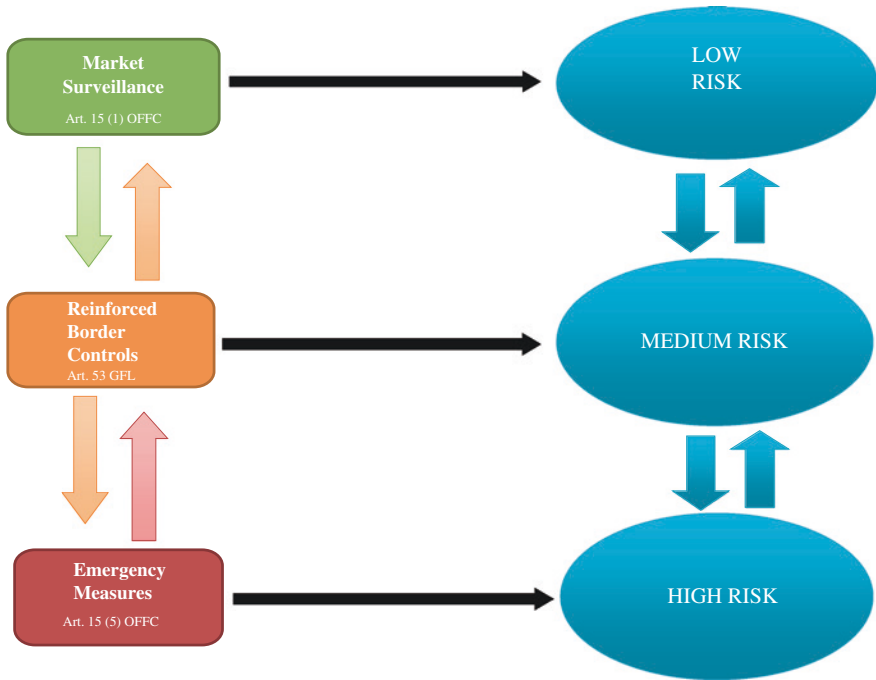 Market
Surveillance
Art. 15 (1) OFFC
LOW
RISK
Reinforced
Border
Controls
Art. 53 GFL
MEDIUM RISK
Emergency
Measures
Art. 15 (5) OFFC
HIGH RISK